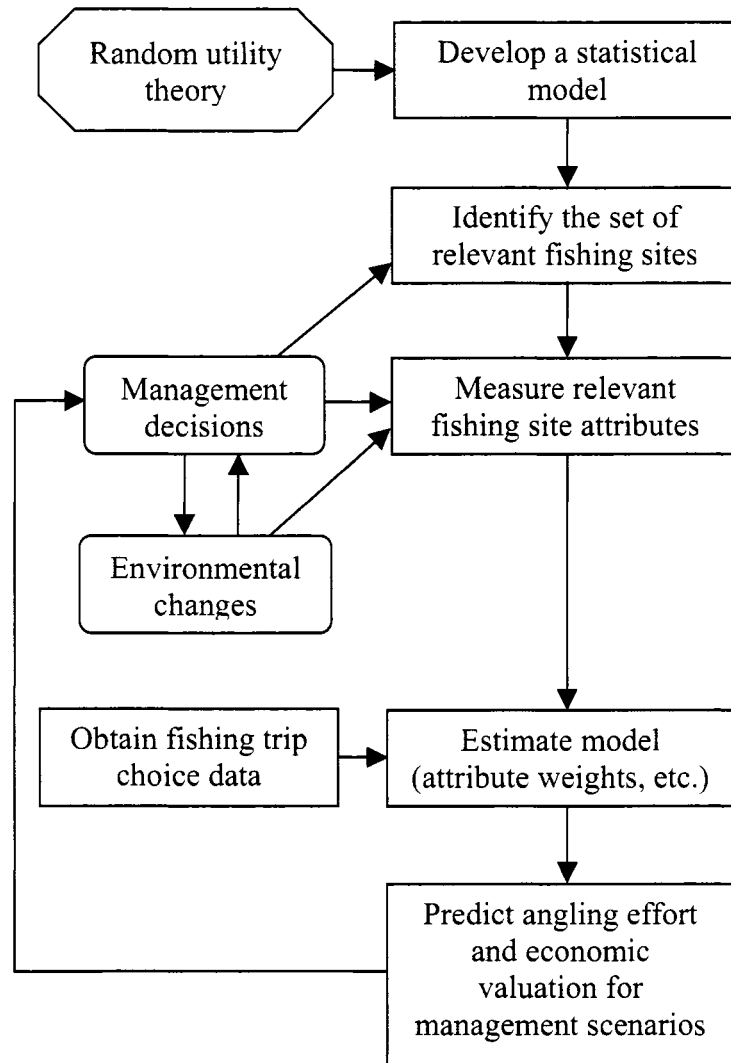 Random utility
theory
Develop a statistical
model
Identify the set of
relevant fishing sites
Management
decisions
Measure relevant
fishing site attributes
Environmental
changes
Obtain fishing trip
choice data
Estimate model
(attribute weights, etc.)
Predict angling effort
and economic
valuation for
management scenarios